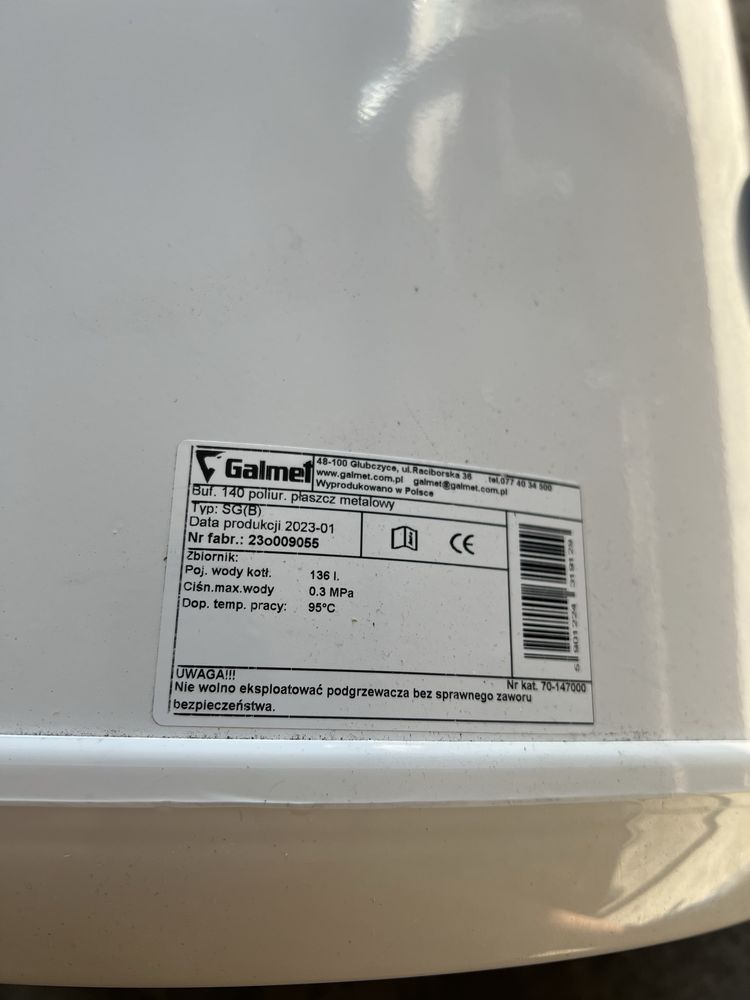 Galmet
48-100 Głubczyce, ul.Raciborska 36 tel.077 40 34 500
www.galmet.com.pl galmet@galmet.com.pl
Wyprodukowano w Polsce
Buf. 140 poliur. płaszcz metalowy
Typ: SG(B)
Data produkcji 2023-01
Nr fabr.: 23o009055
CE
Zbiornik:
Poj. wody kotł. 136 l.
Ciśn.max.wody 0.3 MPa
Dop. temp. pracy: 95°C
5 901224 319129
Nr kat. 70-147000
UWAGA!!!
Nie wolno eksploatować podgrzewacza bez sprawnego zaworu
bezpieczeństwa.